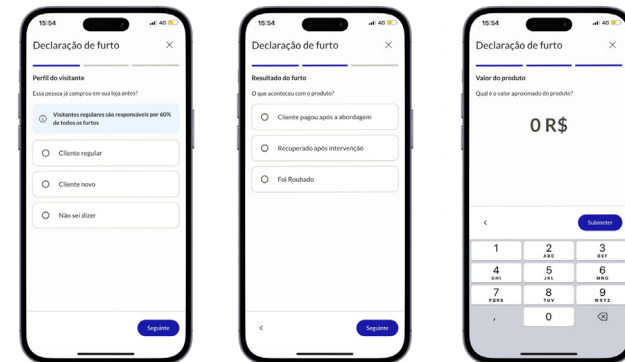 15:54
4G
Declaração de furto
Perfil do visitante
Essa pessoa já comprou em sua loja antes?
Visitantes regulares são responsáveis por 60%
de todos os furtos
Cliente regular
Cliente novo
Não sei dizer
Seguinte
15:54
4G
Declaração de furto
Resultado do furto
O que aconteceu com o produto?
Cliente pagou após a abordagem
Recuperado após intervenção
Foi Roubado
Seguinte
15:54
4G
Declaração de furto
Valor do produto
Qual é o valor aproximado do produto?
0 R$
Submeter
1 2 3
ABC DEF
4 5 6
GHI JKL MNO
7 8 9
PQRS TUV WXYZ
, 0